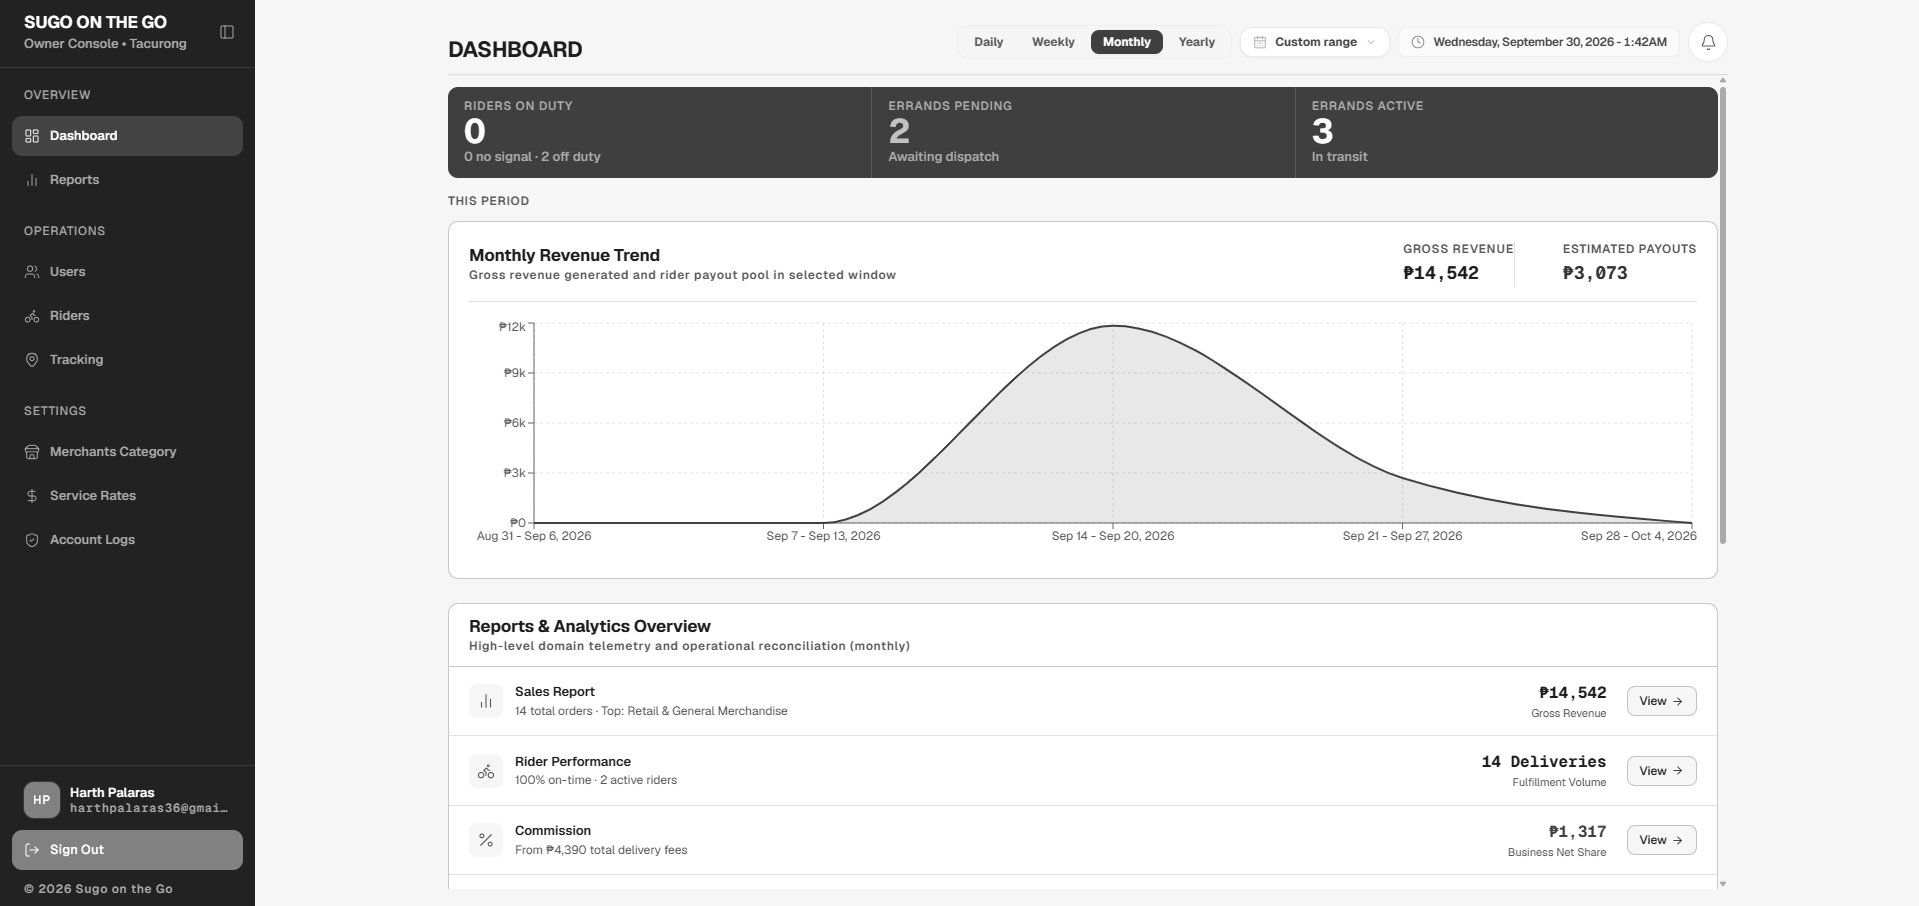 SUGO ON THE GO
Owner Console • Tacurong
OVERVIEW
Dashboard
Reports
OPERATIONS
Users
Riders
Tracking
SETTINGS
Merchants Category
Service Rates
Account Logs
HP
Harth Palaras
harthpalaras36@gmai…
Sign Out
© 2026 Sugo on the Go
DASHBOARD
Daily
Weekly
Monthly
Yearly
Custom range
Wednesday, September 30, 2026 - 1:42AM
RIDERS ON DUTY
0
0 no signal · 2 off duty
ERRANDS PENDING
2
Awaiting dispatch
ERRANDS ACTIVE
3
In transit
THIS PERIOD
Monthly Revenue Trend
Gross revenue generated and rider payout pool in selected window
GROSS REVENUE
₱14,542
ESTIMATED PAYOUTS
₱3,073
₱12k
₱9k
₱6k
₱3k
₱0
Aug 31 - Sep 6, 2026
Sep 7 - Sep 13, 2026
Sep 14 - Sep 20, 2026
Sep 21 - Sep 27, 2026
Sep 28 - Oct 4, 2026
Reports & Analytics Overview
High-level domain telemetry and operational reconciliation (monthly)
Sales Report
14 total orders · Top: Retail & General Merchandise
₱14,542
Gross Revenue
View →
Rider Performance
100% on-time · 2 active riders
14 Deliveries
Fulfillment Volume
View →
Commission
From ₱4,390 total delivery fees
₱1,317
Business Net Share
View →